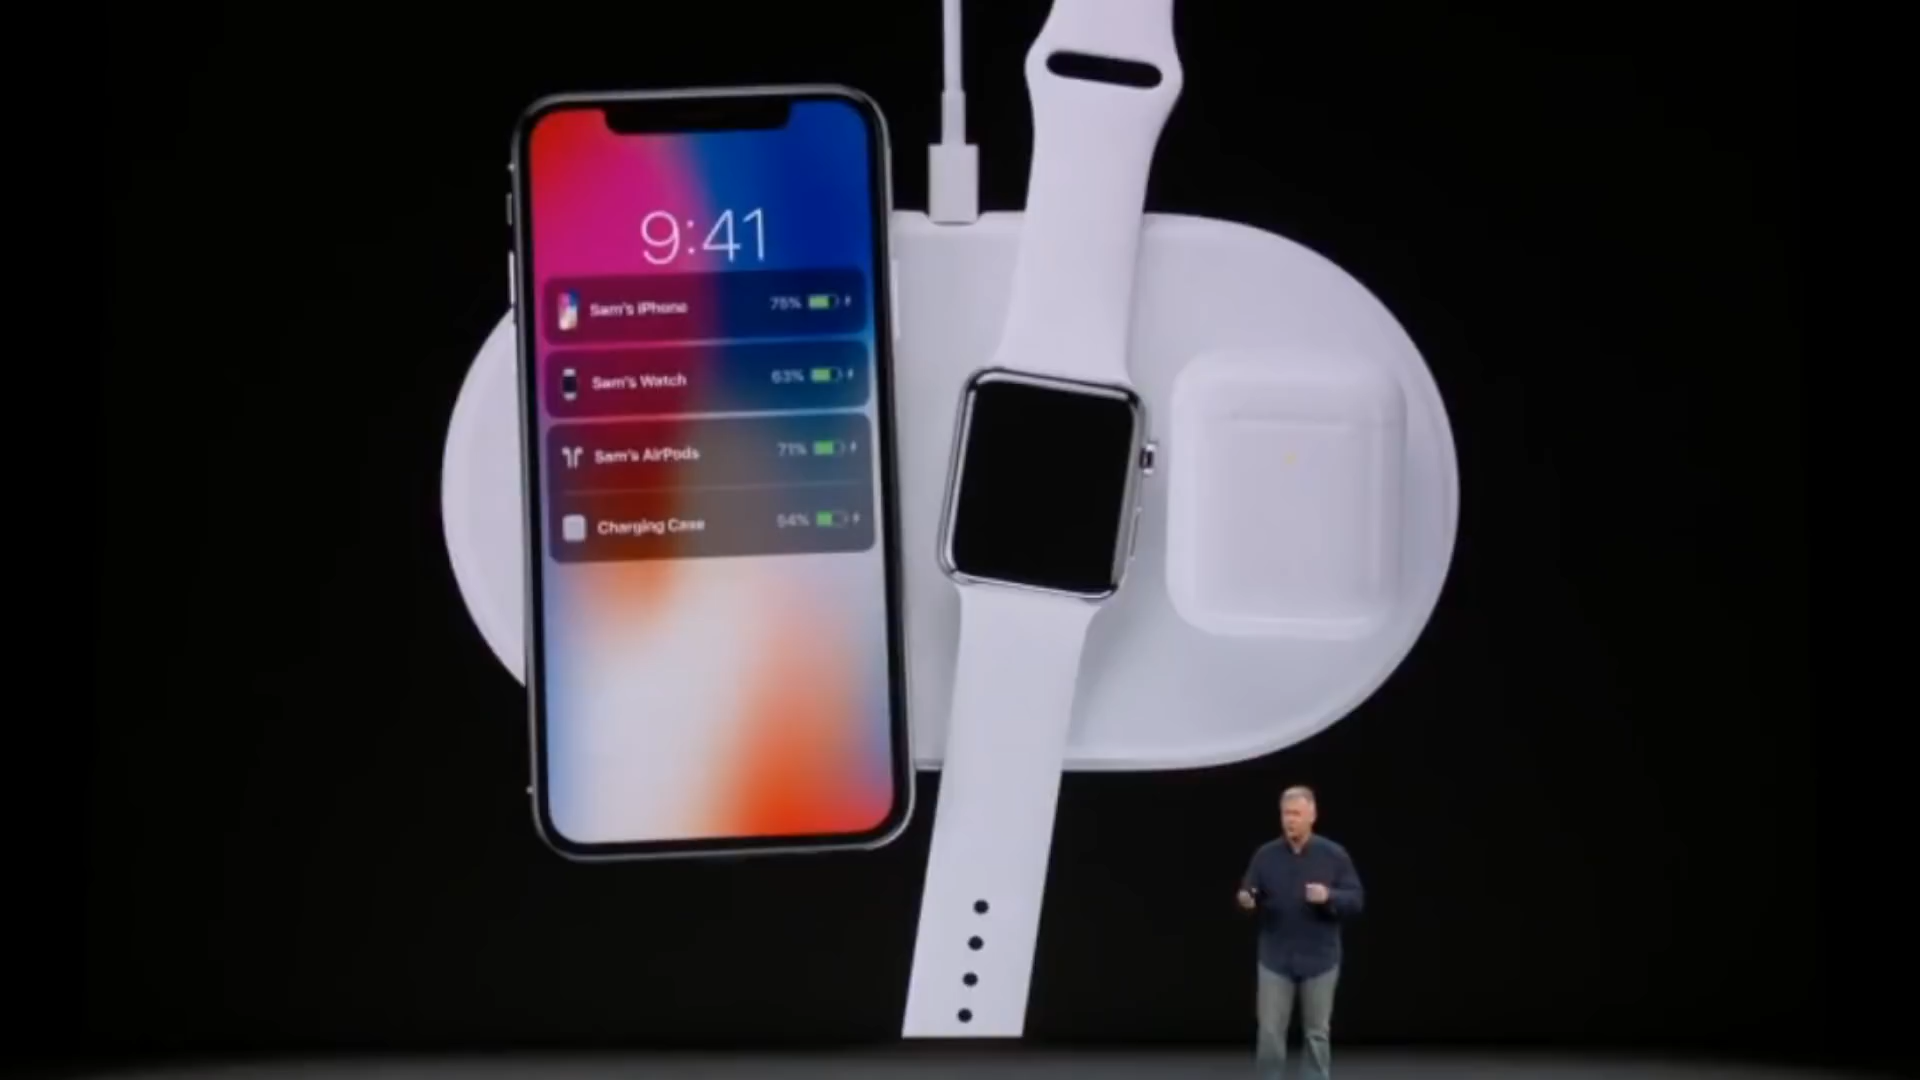 9:41
Sam's iPhone 75%
Sam's Watch 63%
Sam's AirPods 71%
Charging Case 54%